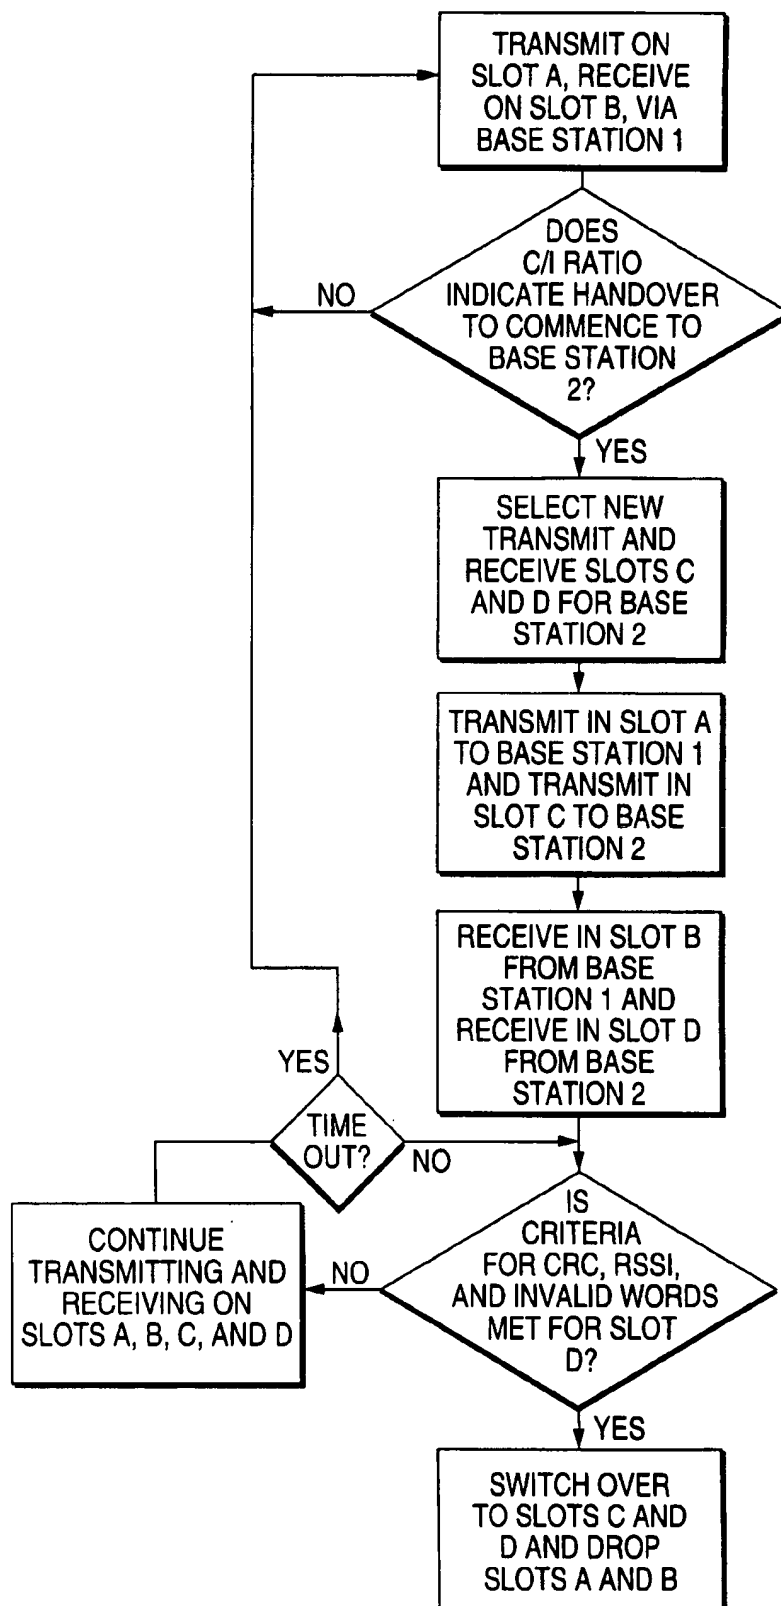 TRANSMIT ON
SLOT A, RECEIVE
ON SLOT B, VIA
BASE STATION 1
DOES
C/I RATIO
INDICATE HANDOVER
TO COMMENCE TO
BASE STATION
2?
NO
YES
SELECT NEW
TRANSMIT AND
RECEIVE SLOTS C
AND D FOR BASE
STATION 2
TRANSMIT IN SLOT A
TO BASE STATION 1
AND TRANSMIT IN
SLOT C TO BASE
STATION 2
RECEIVE IN SLOT B
FROM BASE
STATION 1 AND
RECEIVE IN SLOT D
FROM BASE
STATION 2
YES
TIME
OUT?
NO
IS
CRITERIA
FOR CRC, RSSI,
AND INVALID WORDS
MET FOR SLOT
D?
NO
CONTINUE
TRANSMITTING AND
RECEIVING ON
SLOTS A, B, C, AND D
YES
SWITCH OVER
TO SLOTS C AND
D AND DROP
SLOTS A AND B